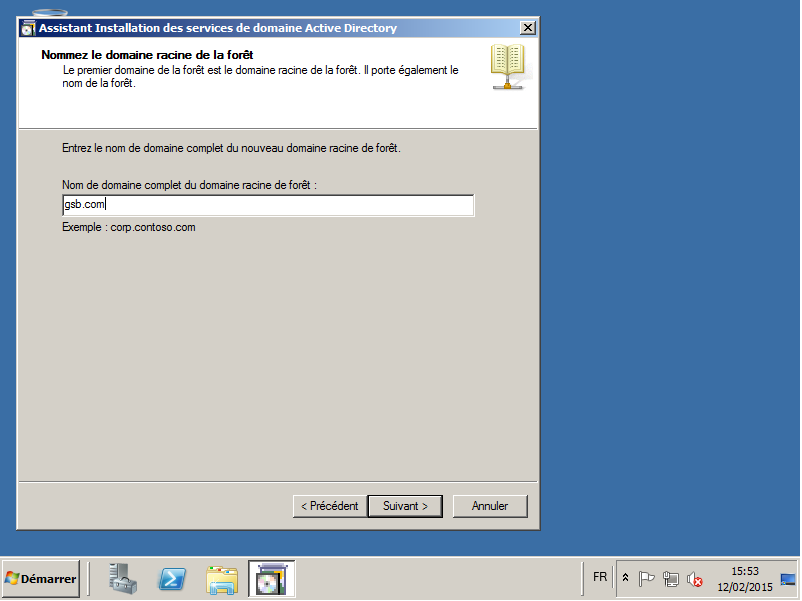 Assistant Installation des services de domaine Active Directory
Nommez le domaine racine de la forêt
Le premier domaine de la forêt est le domaine racine de la forêt. Il porte également le
nom de la forêt.
Entrez le nom de domaine complet du nouveau domaine racine de forêt.
Nom de domaine complet du domaine racine de forêt :
gsb.com
Exemple : corp.contoso.com
< Précédent
Suivant >
Annuler
Démarrer
FR
15:53
12/02/2015